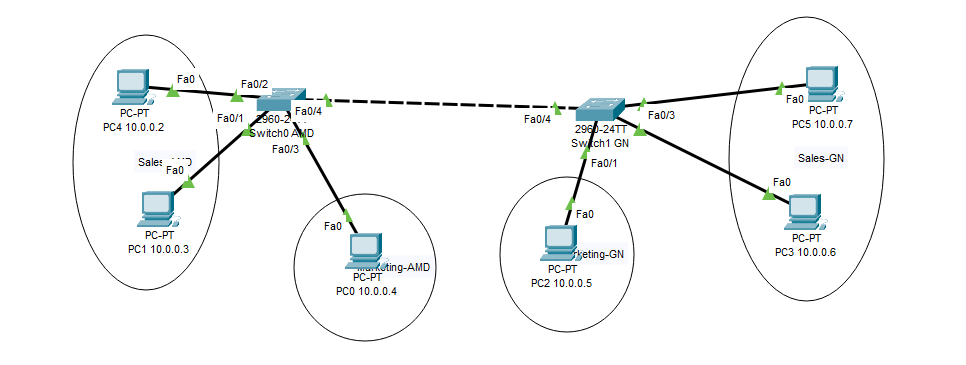 Fa0
Fa0/2
PC-PT
PC4 10.0.0.2
Fa0/1
Fa0/4
Switch0 AMD
Fa0/3
Fa0
PC-PT
PC1 10.0.0.3
Fa0
PC-PT
PC0 10.0.0.4
Fa0/4
2960-24TT
Switch1 GN
Fa0/3
Fa0/1
Fa0
PC-PT
PC2 10.0.0.5
Fa0
PC-PT
PC5 10.0.0.7
Sales-GN
Fa0
PC-PT
PC3 10.0.0.6